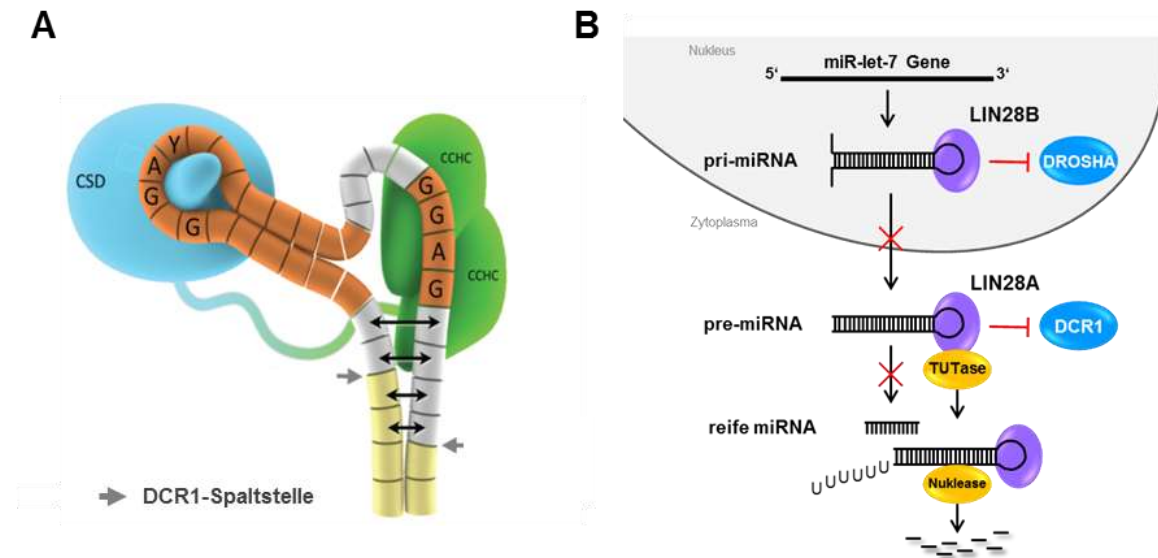 A
CSD
Y
A
G
G
CCHC
G
G
A
G
CCHC
DCR1-Spaltstelle
B
Nukleus
miR-let-7 Gene
5‘
3‘
LIN28B
pri-miRNA
DROSHA
Zytoplasma
LIN28A
pre-miRNA
DCR1
TUTase
reife miRNA
U U U U U U
Nuklease